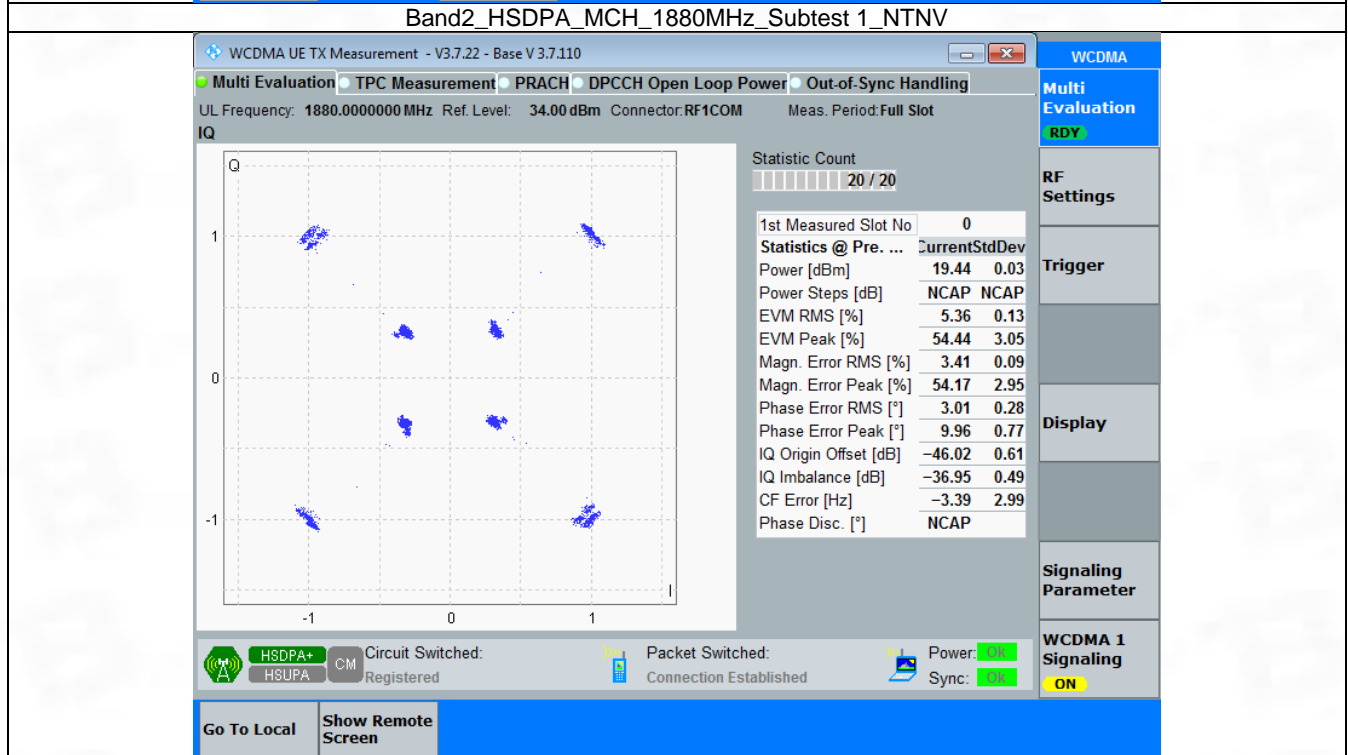 Band2_HSDPA_MCH_1880MHz_Subtest 1_NTNV
WCDMA UE TX Measurement - V3.7.22 - Base V 3.7.110
WCDMA
Multi Evaluation TPC Measurement PRACH DPCCH Open Loop Power Out-of-Sync Handling
UL Frequency: 1880.0000000 MHz Ref. Level: 34.00 dBm Connector: RF1COM Meas. Period: Full Slot
IQ
Multi
Evaluation
RDY
RF
Settings
Trigger
Display
Signaling
Parameter
WCDMA 1
Signaling
ON
Q
1
0
-1
I
-1 0 1
Statistic Count
20 / 20
1st Measured Slot No 0
Statistics @ Pre. ... Current StdDev
Power [dBm] 19.44 0.03
Power Steps [dB] NCAP NCAP
EVM RMS [%] 5.36 0.13
EVM Peak [%] 54.44 3.05
Magn. Error RMS [%] 3.41 0.09
Magn. Error Peak [%] 54.17 2.95
Phase Error RMS [°] 3.01 0.28
Phase Error Peak [°] 9.96 0.77
IQ Origin Offset [dB] −46.02 0.61
IQ Imbalance [dB] −36.95 0.49
CF Error [Hz] −3.39 2.99
Phase Disc. [°] NCAP
HSDPA+
HSUPA
CM
Circuit Switched:
Registered
Packet Switched:
Connection Established
Power: Ok
Sync: Ok
Go To Local
Show Remote
Screen